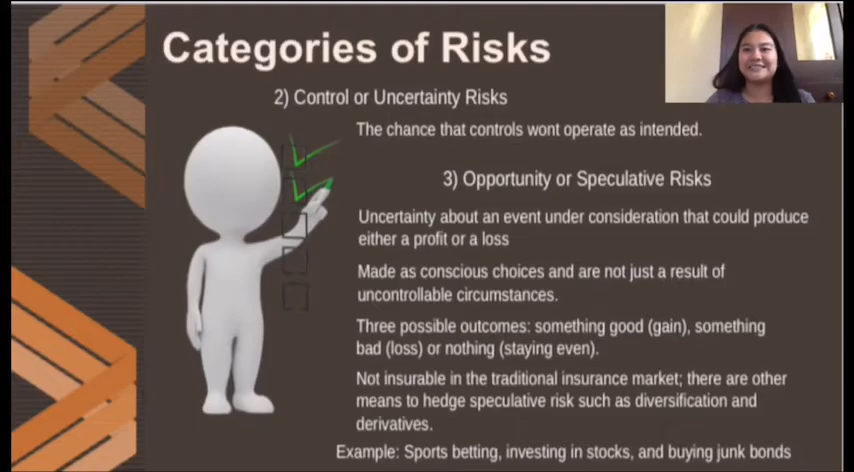 Categories of Risks
2) Control or Uncertainty Risks
The chance that controls wont operate as intended.
3) Opportunity or Speculative Risks
Uncertainty about an event under consideration that could produce
either a profit or a loss
Made as conscious choices and are not just a result of
uncontrollable circumstances.
Three possible outcomes: something good (gain), something
bad (loss) or nothing (staying even).
Not insurable in the traditional insurance market; there are other
means to hedge speculative risk such as diversification and
derivatives.
Example: Sports betting, investing in stocks, and buying junk bonds